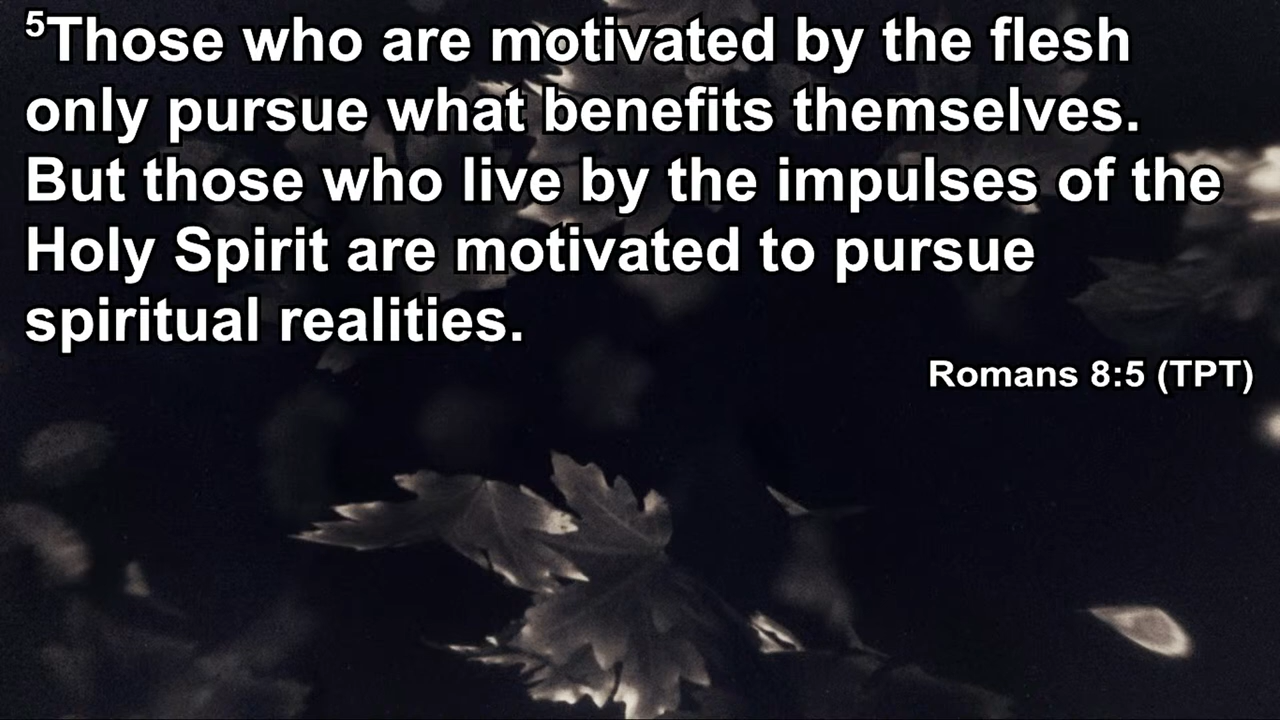 ⁵Those who are motivated by the flesh
only pursue what benefits themselves.
But those who live by the impulses of the
Holy Spirit are motivated to pursue
spiritual realities.
Romans 8:5 (TPT)